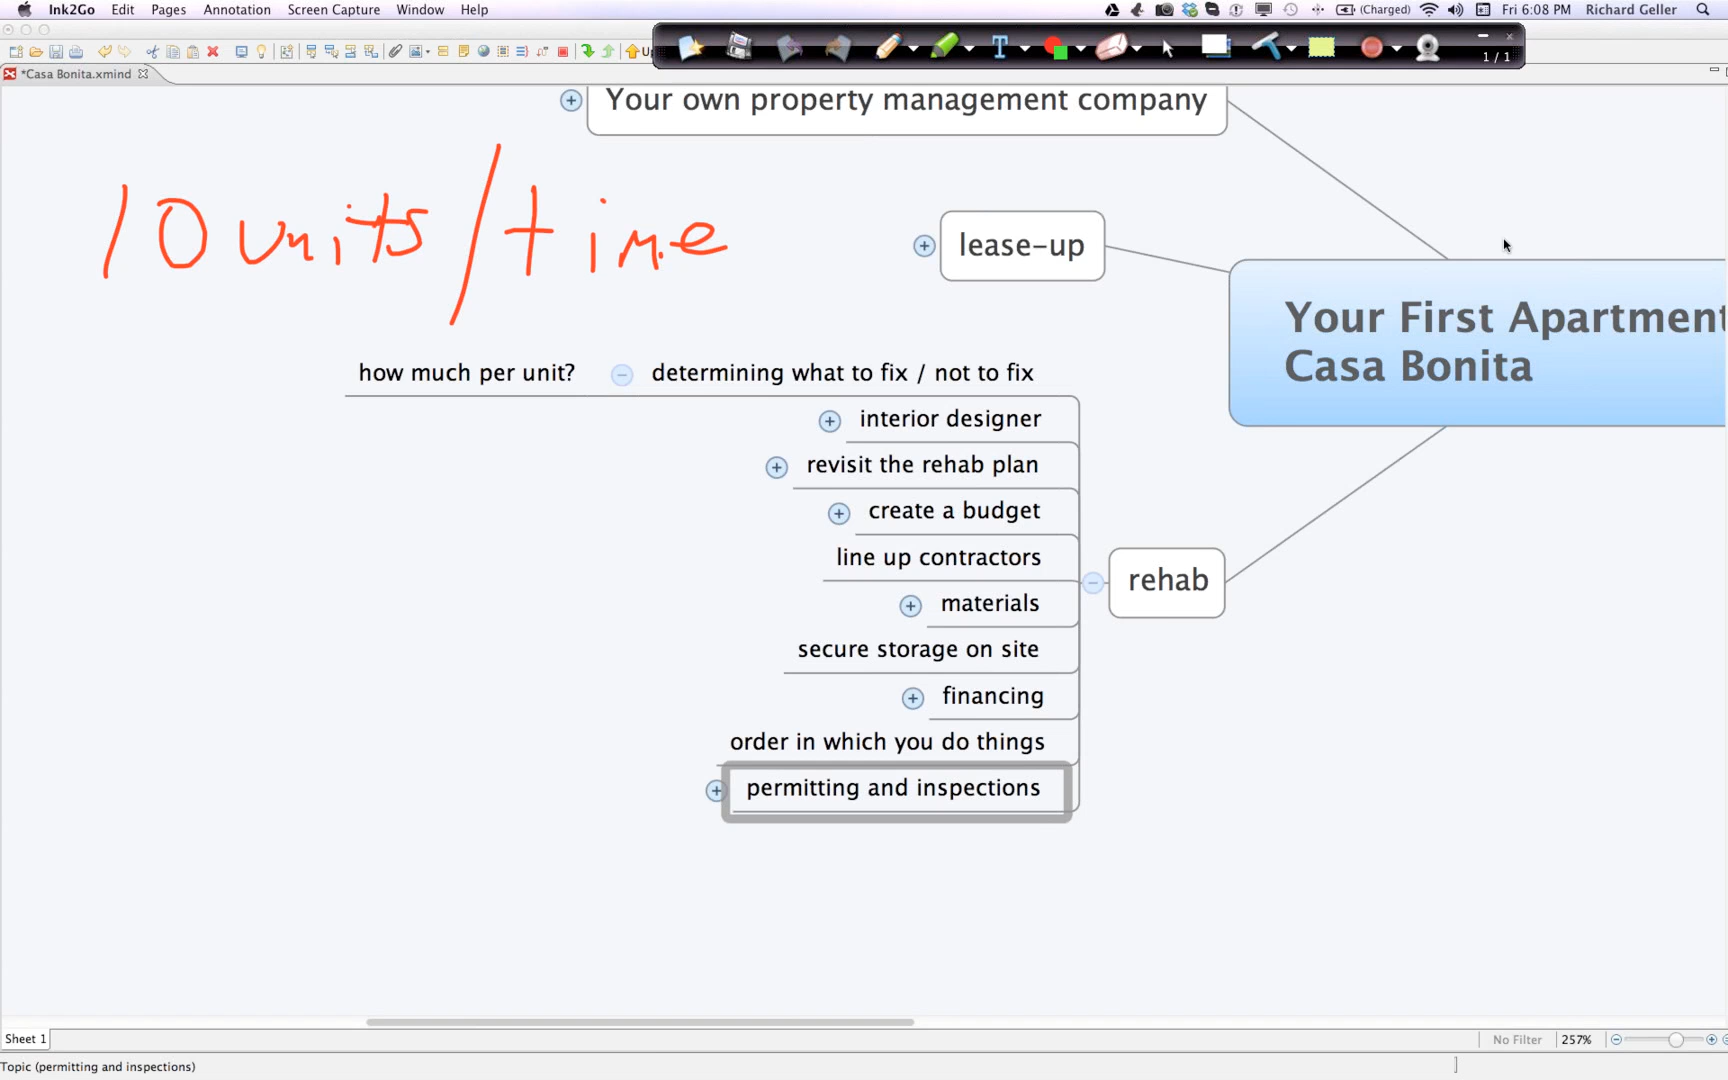 Ink2Go Edit Pages Annotation Screen Capture Window Help (Charged) Fri 6:08 PM Richard Geller
1 / 1
*Casa Bonita.xmind
Your own property management company
10 units/time
lease-up
Your First Apartment
Casa Bonita
how much per unit? determining what to fix / not to fix
interior designer
revisit the rehab plan
create a budget
line up contractors
materials
rehab
secure storage on site
financing
order in which you do things
permitting and inspections
Sheet 1 No Filter 257%
Topic (permitting and inspections)